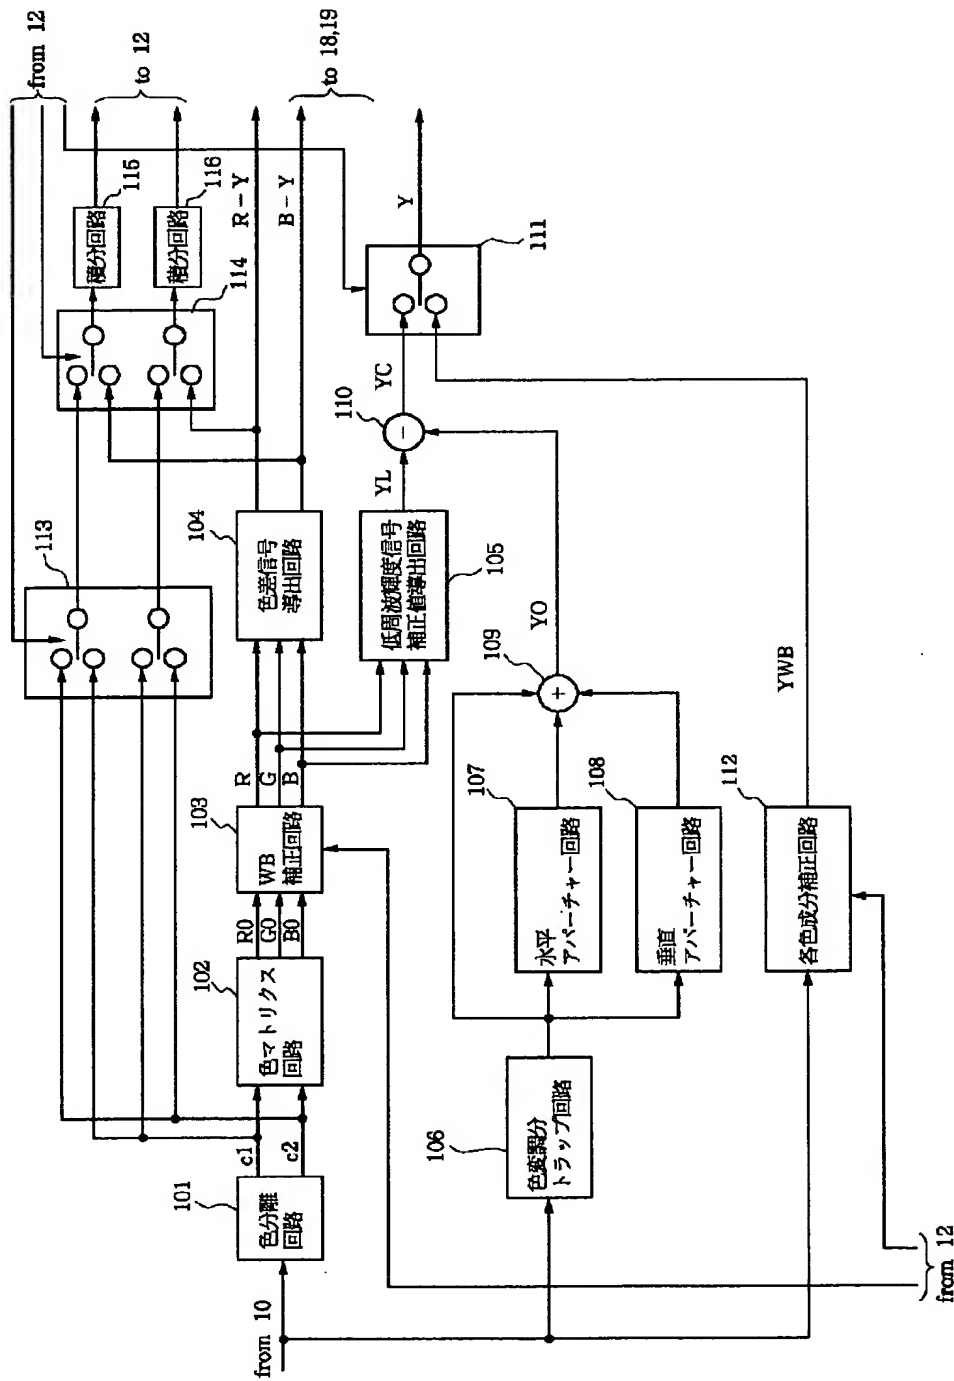 from 10
101
色分離
回路
c1
c2
102
色マトリクス
回路
R0
G0
B0
103
WB
補正回路
R
G
B
104
色差信号
導出回路
113
114
積分回路
115
積分回路
116
from 12
to 12
R－Y
B－Y
to 18,19
低周波輝度信号
補正値導出回路
105
YL
110
－
YC
111
Y
106
色変調分
トラップ回路
107
水平
アパーチャー回路
108
垂直
アパーチャー回路
109
＋
YO
112
各色成分補正回路
YWB
from 12